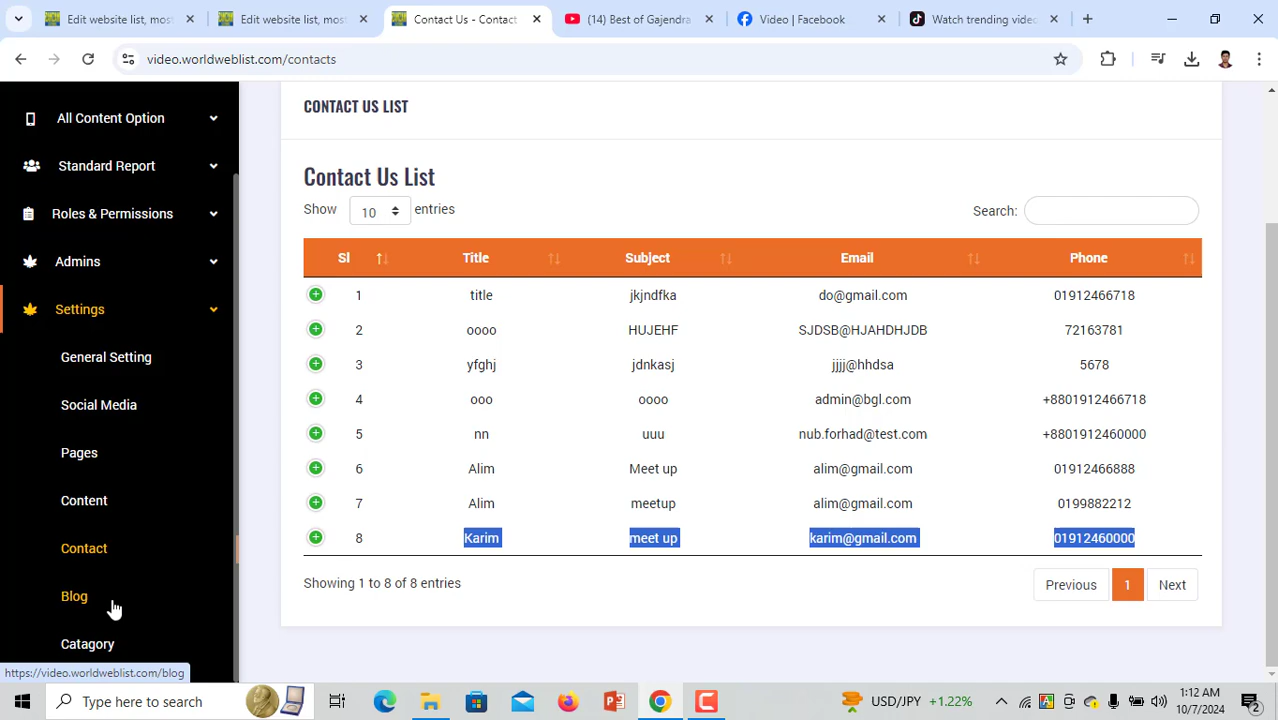 Edit website list, most
Edit website list, most
Contact Us - Contact
(14) Best of Gajendra
Video | Facebook
Watch trending video
video.worldweblist.com/contacts
All Content Option
Standard Report
Roles & Permissions
Admins
Settings
General Setting
Social Media
Pages
Content
Contact
Blog
Catagory
https://video.worldweblist.com/blog
CONTACT US LIST
Contact Us List
Show 10 entries
Search:
Sl Title Subject Email Phone
1 title jkjndfka do@gmail.com 01912466718
2 oooo HUJEHF SJDSB@HJAHDHJDB 72163781
3 yfghj jdnkasj jjjj@hhdsa 5678
4 ooo oooo admin@bgl.com +8801912466718
5 nn uuu nub.forhad@test.com +8801912460000
6 Alim Meet up alim@gmail.com 01912466888
7 Alim meetup alim@gmail.com 0199882212
8 Karim meet up karim@gmail.com 01912460000
Showing 1 to 8 of 8 entries
Previous 1 Next
Type here to search
USD/JPY +1.22%
1:12 AM
10/7/2024
2